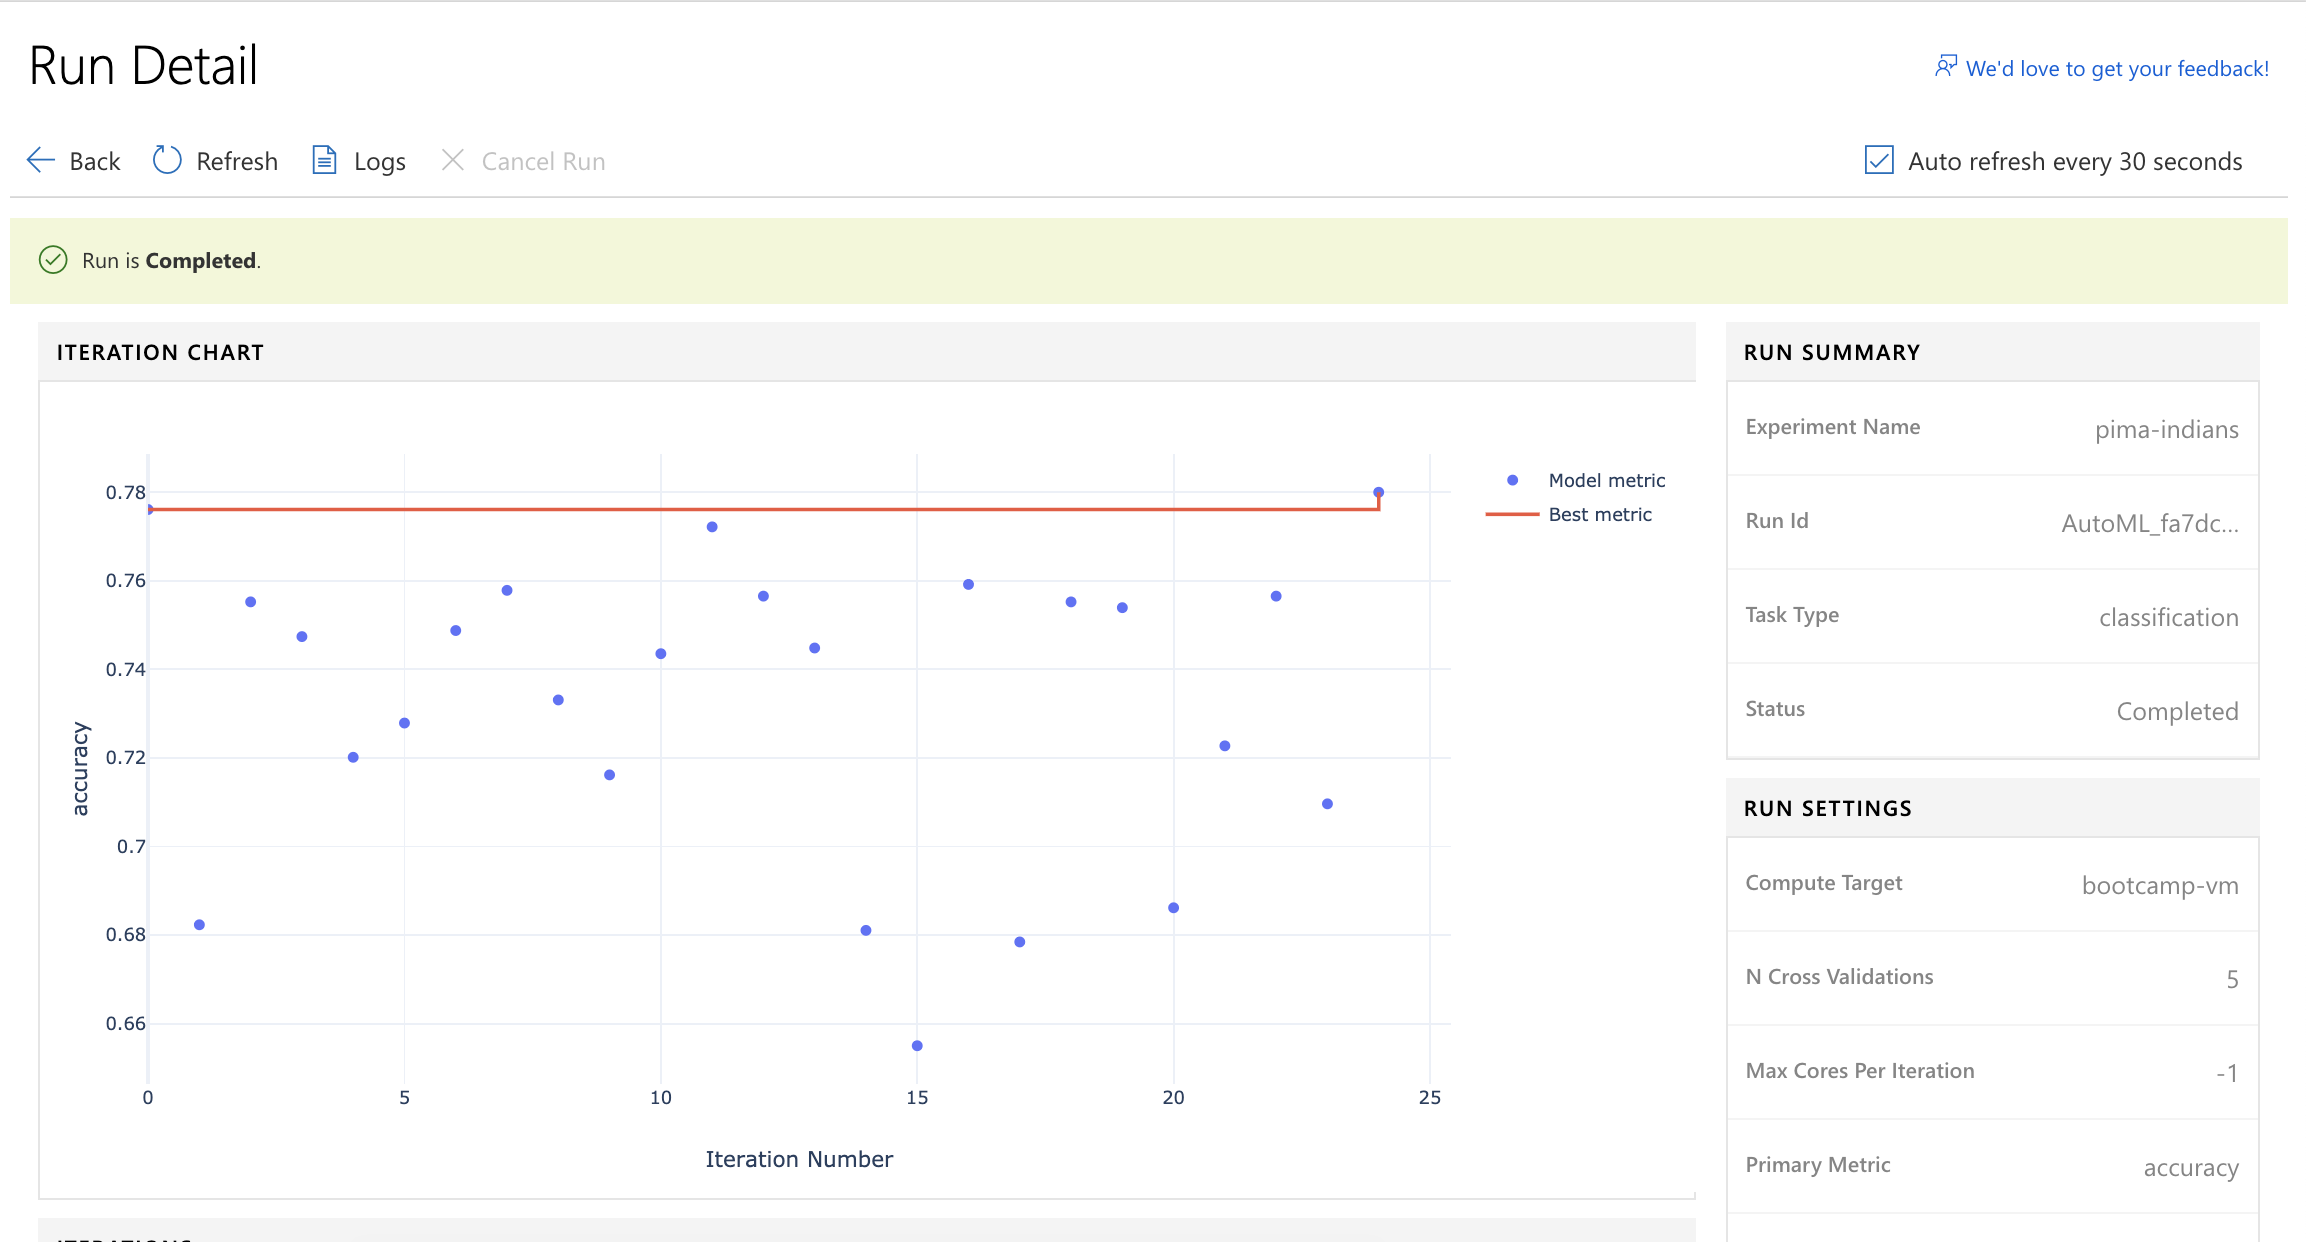 Run Detail
We'd love to get your feedback!
Back
Refresh
Logs
Cancel Run
Auto refresh every 30 seconds
Run is Completed.
ITERATION CHART
0.78
0.76
0.74
0.72
0.7
0.68
0.66
accuracy
0
5
10
15
20
25
Iteration Number
Model metric
Best metric
RUN SUMMARY
Experiment Name pima-indians
Run Id AutoML_fa7dc...
Task Type classification
Status Completed
RUN SETTINGS
Compute Target bootcamp-vm
N Cross Validations 5
Max Cores Per Iteration -1
Primary Metric accuracy
ITERATIONS